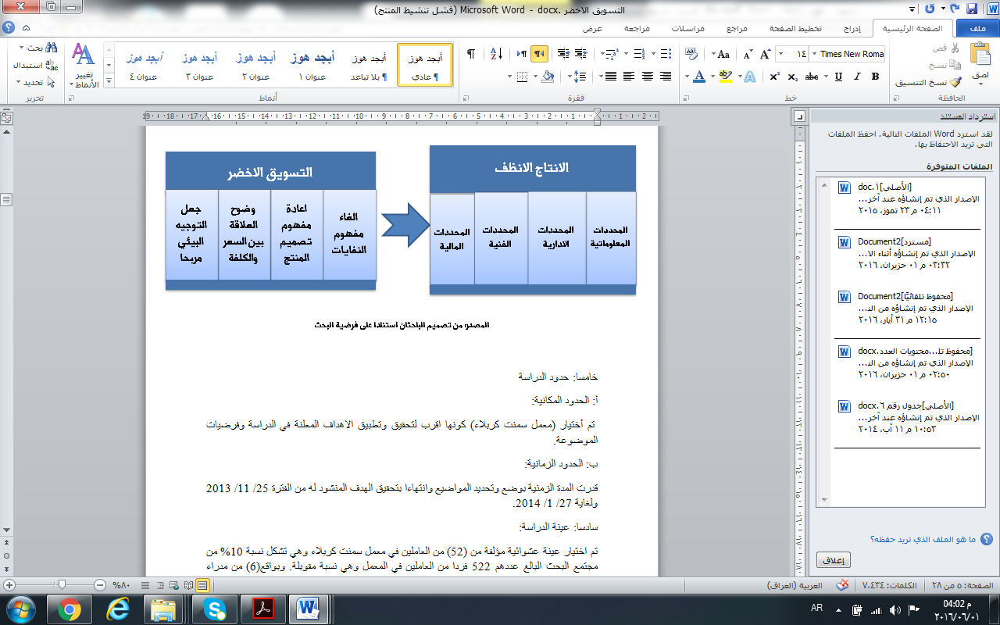 التسويق الاخضر .docx - Microsoft Word (فشل تنشيط المنتج)
ملف
الصفحة الرئيسية
إدراج
تخطيط الصفحة
مراجع
مراسلات
مراجعة
عرض
لصق
قص
نسخ
نسخ التنسيق
الحافظة
Times New Roma
١٤
خط
فقرة
أبجد هوز
¶ عادي
أبجد هوز
¶ بلا تباعد
أبجد هوز
عنوان ١
أبجد هوز
عنوان ٢
أبجد هوز
عنوان ٣
أبجد هوز
عنوان ٤
تغيير الأنماط
أنماط
بحث
استبدال
تحديد
تحرير
استرداد المستند
لقد استرد Word الملفات التالية. احفظ الملفات
التي تريد الاحتفاظ بها.
الملفات المتوفرة
doc.١[الأصلي]
الإصدار الذي تم إنشاؤه عند آخر...
٠٤:١١ م ٢٣ تموز، ٢٠١٥
Document2[مسترد]
الإصدار الذي تم إنشاؤه أثناء الا...
٠٣:٣٢ م ٠١ حزيران، ٢٠١٦
Document2[محفوظ تلقائيًا]
الإصدار الذي تم إنشاؤه من الن...
١٢:١٥ م ٣١ أيار، ٢٠١٦
محتويات العدد.docx[محفوظ تل...
الإصدار الذي تم إنشاؤه من الن...
٠٢:٥٠ م ٠١ حزيران، ٢٠١٦
جدول رقم ٦.docx[الأصلي]
الإصدار الذي تم إنشاؤه عند آخر...
١٠:٥٣ م ١١ آب، ٢٠١٤
ما هو الملف الذي تريد حفظه؟
إغلاق
الانتاج الانظف
المحددات المعلوماتية
المحددات الادارية
المحددات الفنية
المحددات المالية
التسويق الاخضر
الغاء مفهوم النفايات
اعادة مفهوم تصميم المنتج
وضوح العلاقة بين السعر والكلفة
جعل التوجيه البيئي مربحا
المصدر: من تصميم الباحثان استنادا على فرضية البحث
خامسا: حدود الدراسة
أ: الحدود المكانية:
تم أختيار (معمل سمنت كربلاء) كونها اقرب لتحقيق وتطبيق الاهداف المعلنة في الدراسة وفرضيات
الموضوعة.
ب: الحدود الزمانية:
قدرت المدة الزمنية بوضع وتحديد المواضيع وانتهاءا بتحقيق الهدف المنشود له من الفترة 25/ 11/ 2013
ولغاية 27/ 1/ 2014.
سادسا: عينة الدراسة:
تم اختيار عينة عشوائية مؤلفة من (52) من العاملين في معمل سمنت كربلاء وهي تشكل نسبة 10% من
مجتمع البحث البالغ عددهم 522 فردا من العاملين في المعمل وهي نسبة مقبولة. وبواقع(6) من مدراء
الصفحة: ٥ من ٢٨
الكلمات: ٧،٤٣٤
العربية (العراق)
٨٠%
AR
04:02 م
٢٠١٦/٠٦/٠١